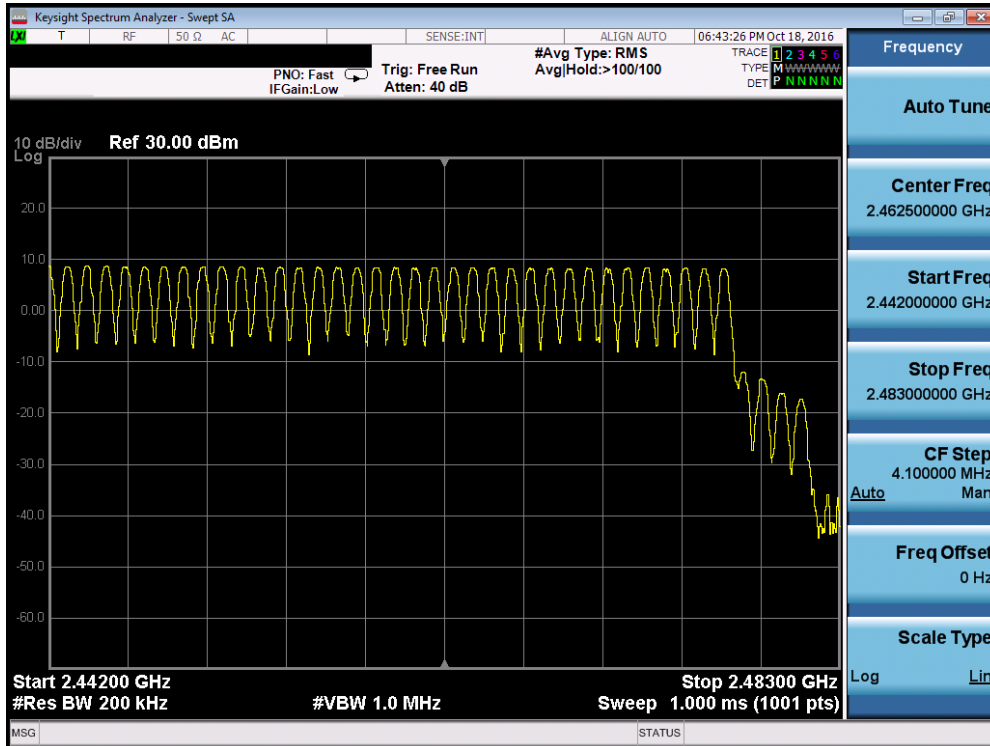 Keysight Spectrum Analyzer - Swept SA
LXI T RF 50 Ω AC SENSE:INT ALIGN AUTO 06:43:26 PM Oct 18, 2016
PNO: Fast
IFGain:Low
Trig: Free Run
Atten: 40 dB
#Avg Type: RMS
Avg|Hold:>100/100
TRACE 1 2 3 4 5 6
TYPE M WWWWW
DET P N N N N N
10 dB/div Ref 30.00 dBm
Log
20.0
10.0
0.00
-10.0
-20.0
-30.0
-40.0
-50.0
-60.0
Start 2.44200 GHz Stop 2.48300 GHz
#Res BW 200 kHz #VBW 1.0 MHz Sweep 1.000 ms (1001 pts)
MSG STATUS
Frequency
Auto Tune
Center Freq
2.462500000 GHz
Start Freq
2.442000000 GHz
Stop Freq
2.483000000 GHz
CF Step
4.100000 MHz
Auto Man
Freq Offset
0 Hz
Scale Type
Log Lin